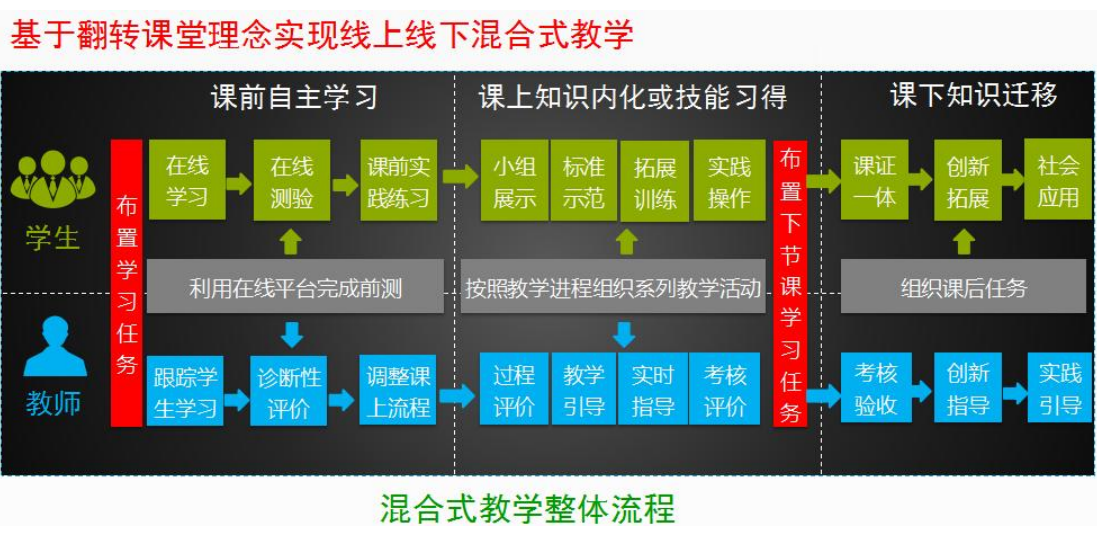 基于翻转课堂理念实现线上线下混合式教学
课前自主学习
课上知识内化或技能习得
课下知识迁移
学生
布置学习任务
在线
学习
在线
测验
课前实
践练习
小组
展示
标准
示范
拓展
训练
实践
操作
布置下节课学习任务
课证
一体
创新
拓展
社会
应用
利用在线平台完成前测
按照教学进程组织系列教学活动
组织课后任务
教师
跟踪学
生学习
诊断性
评价
调整课
上流程
过程
评价
教学
引导
实时
指导
考核
评价
考核
验收
创新
指导
实践
引导
混合式教学整体流程